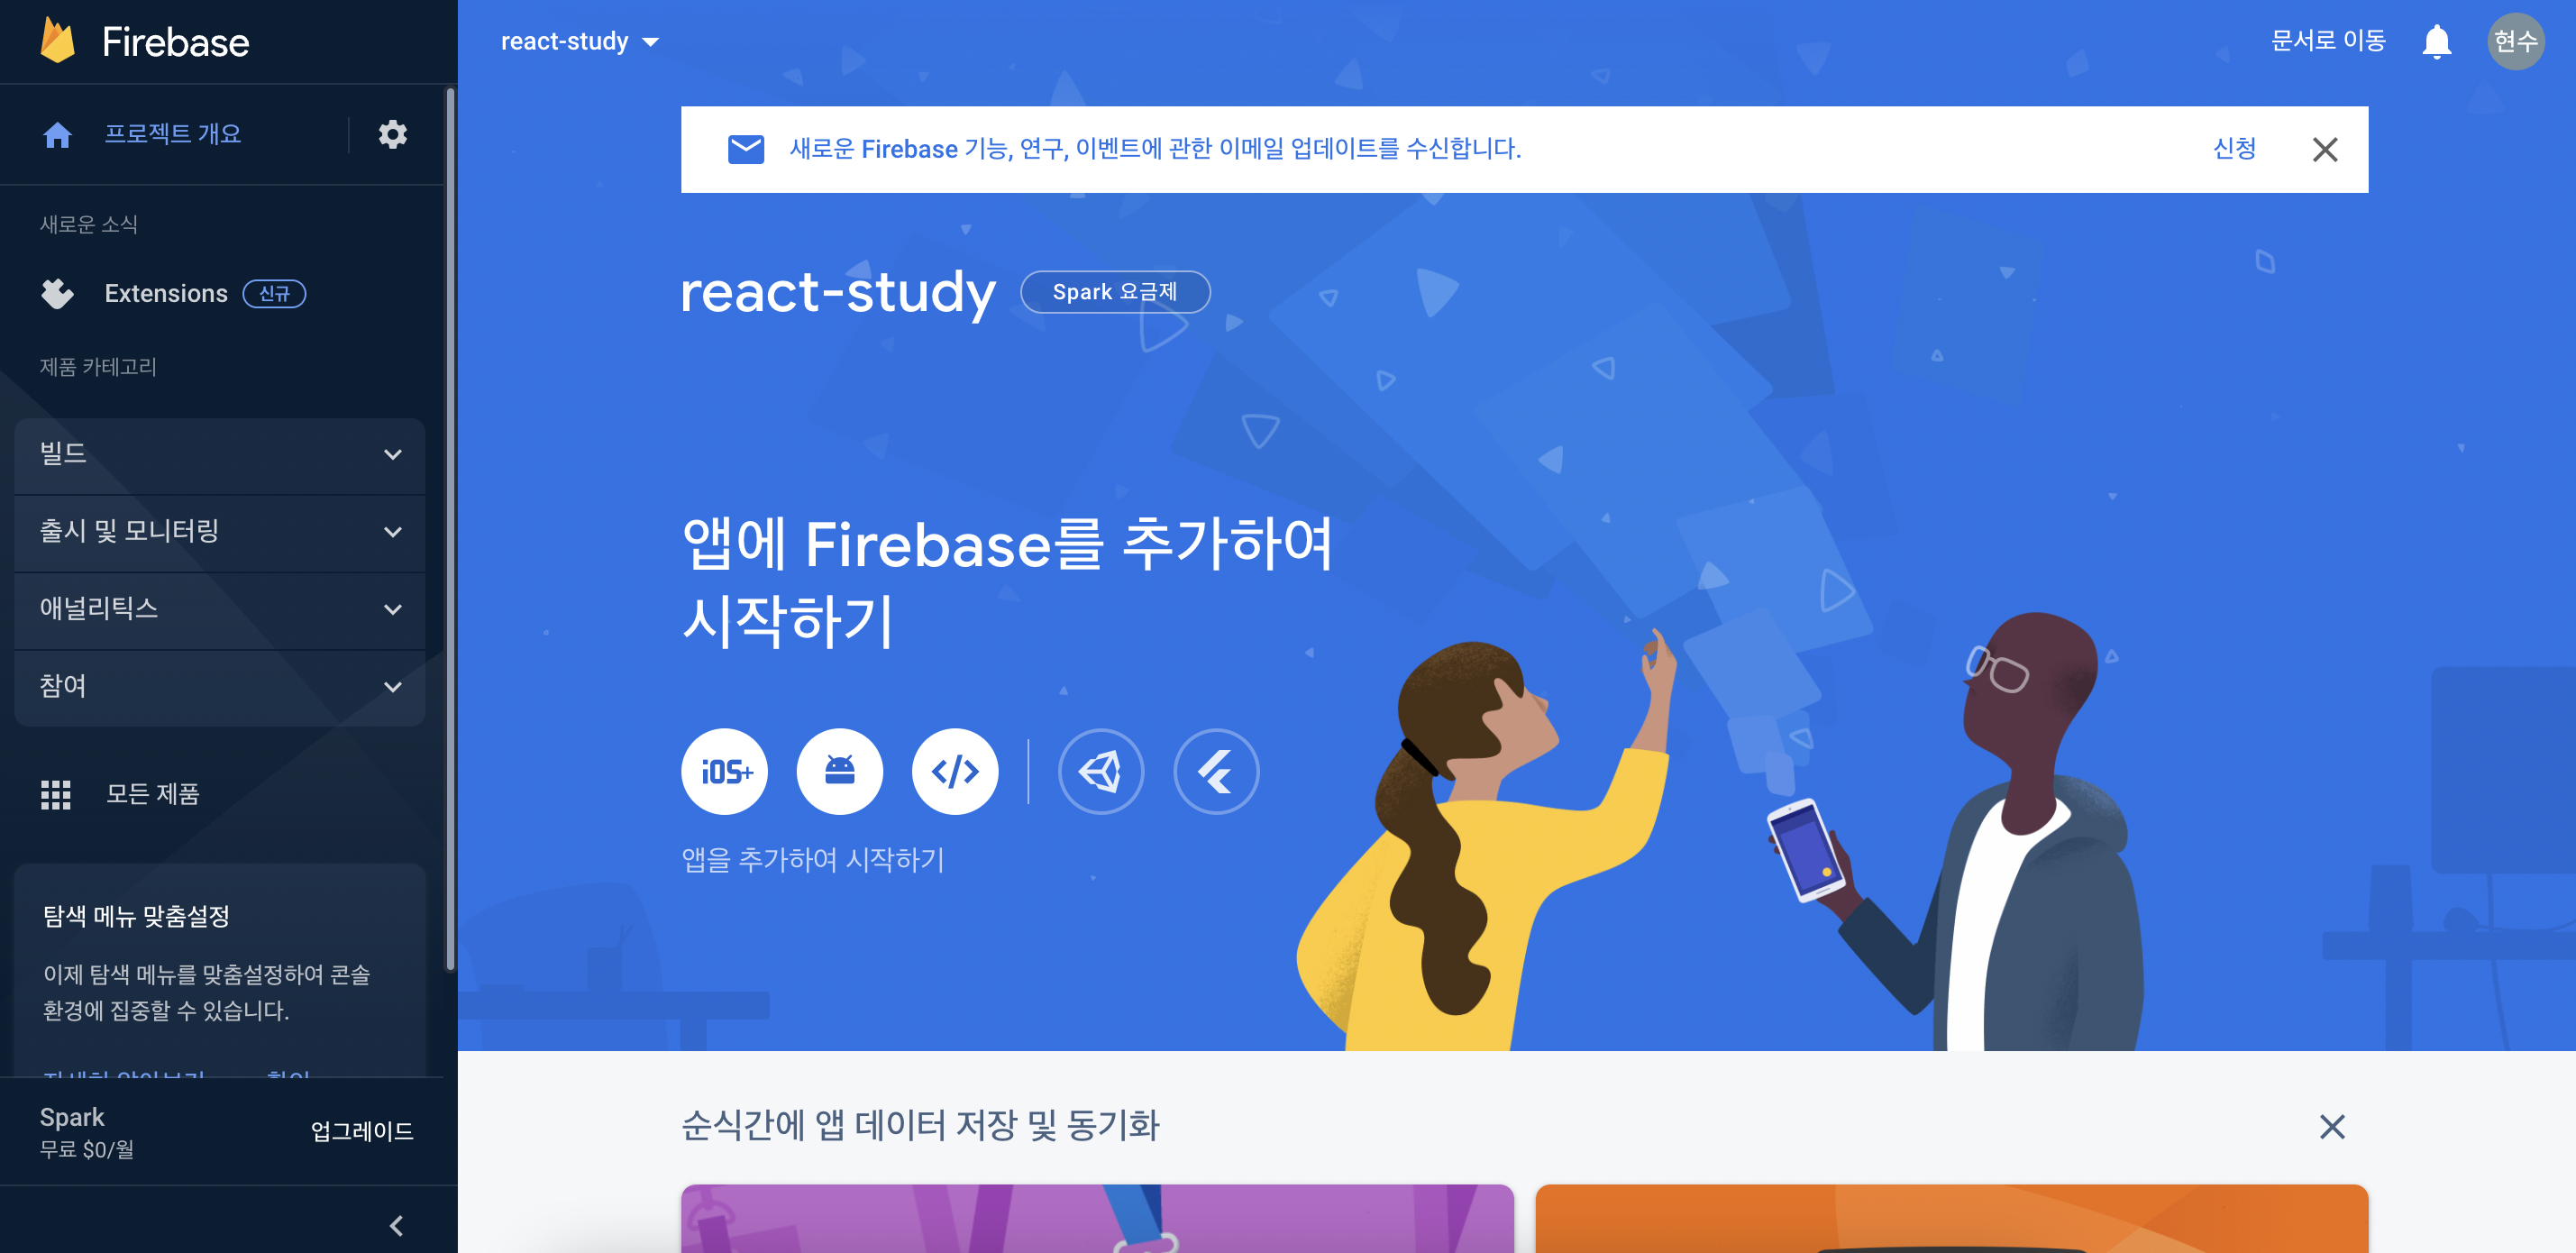 Firebase
react-study
문서로 이동
현수
프로젝트 개요
새로운 소식
Extensions 신규
제품 카테고리
빌드
출시 및 모니터링
애널리틱스
참여
모든 제품
탐색 메뉴 맞춤설정
이제 탐색 메뉴를 맞춤설정하여 콘솔
환경에 집중할 수 있습니다.
자세히 알아보기 확인
Spark
무료 $0/월
업그레이드
새로운 Firebase 기능, 연구, 이벤트에 관한 이메일 업데이트를 수신합니다.
신청
react-study
Spark 요금제
앱에 Firebase를 추가하여
시작하기
iOS+
앱을 추가하여 시작하기
순식간에 앱 데이터 저장 및 동기화